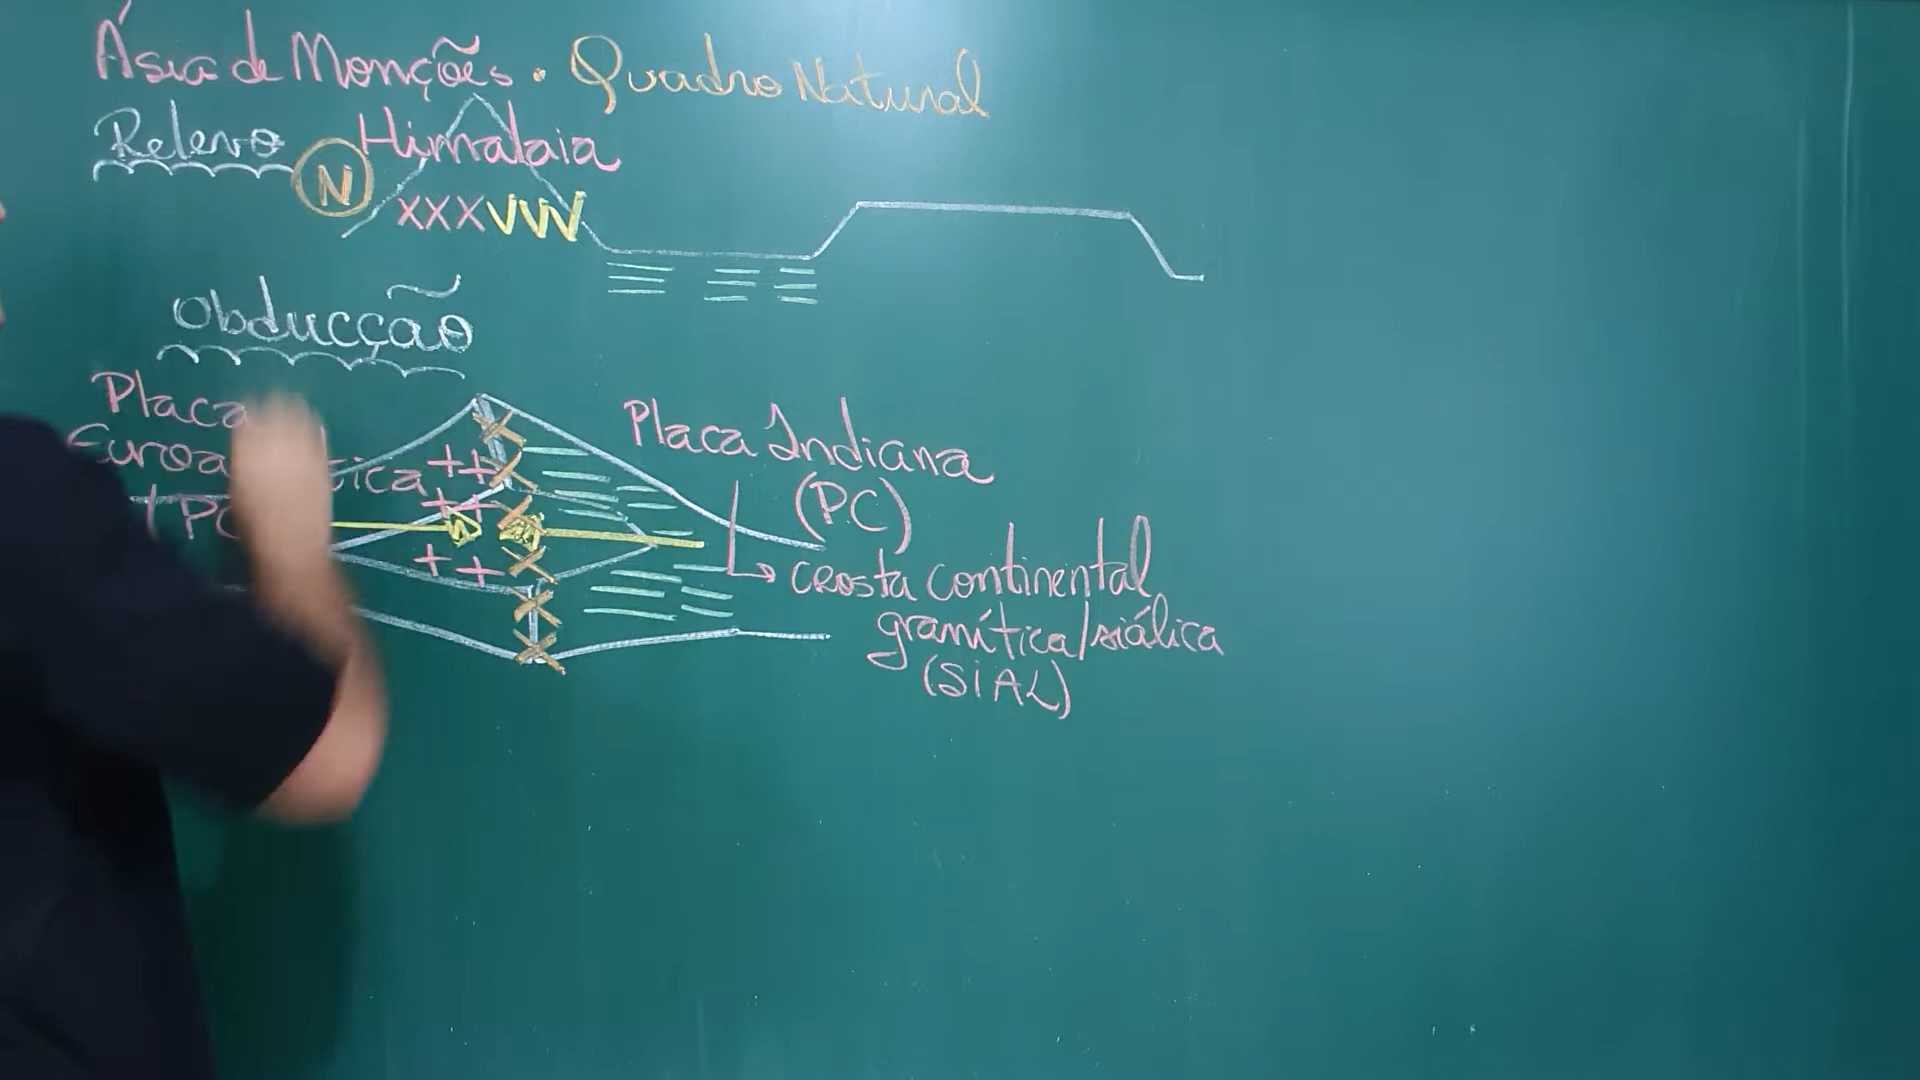 Ásia de Monções • Quadro Natural
Relevo
N
Himalaia
XXXVVV
Obducção
Placa
Placa Indiana
(PC)
crosta continental
granítica/siálica
(SiAL)